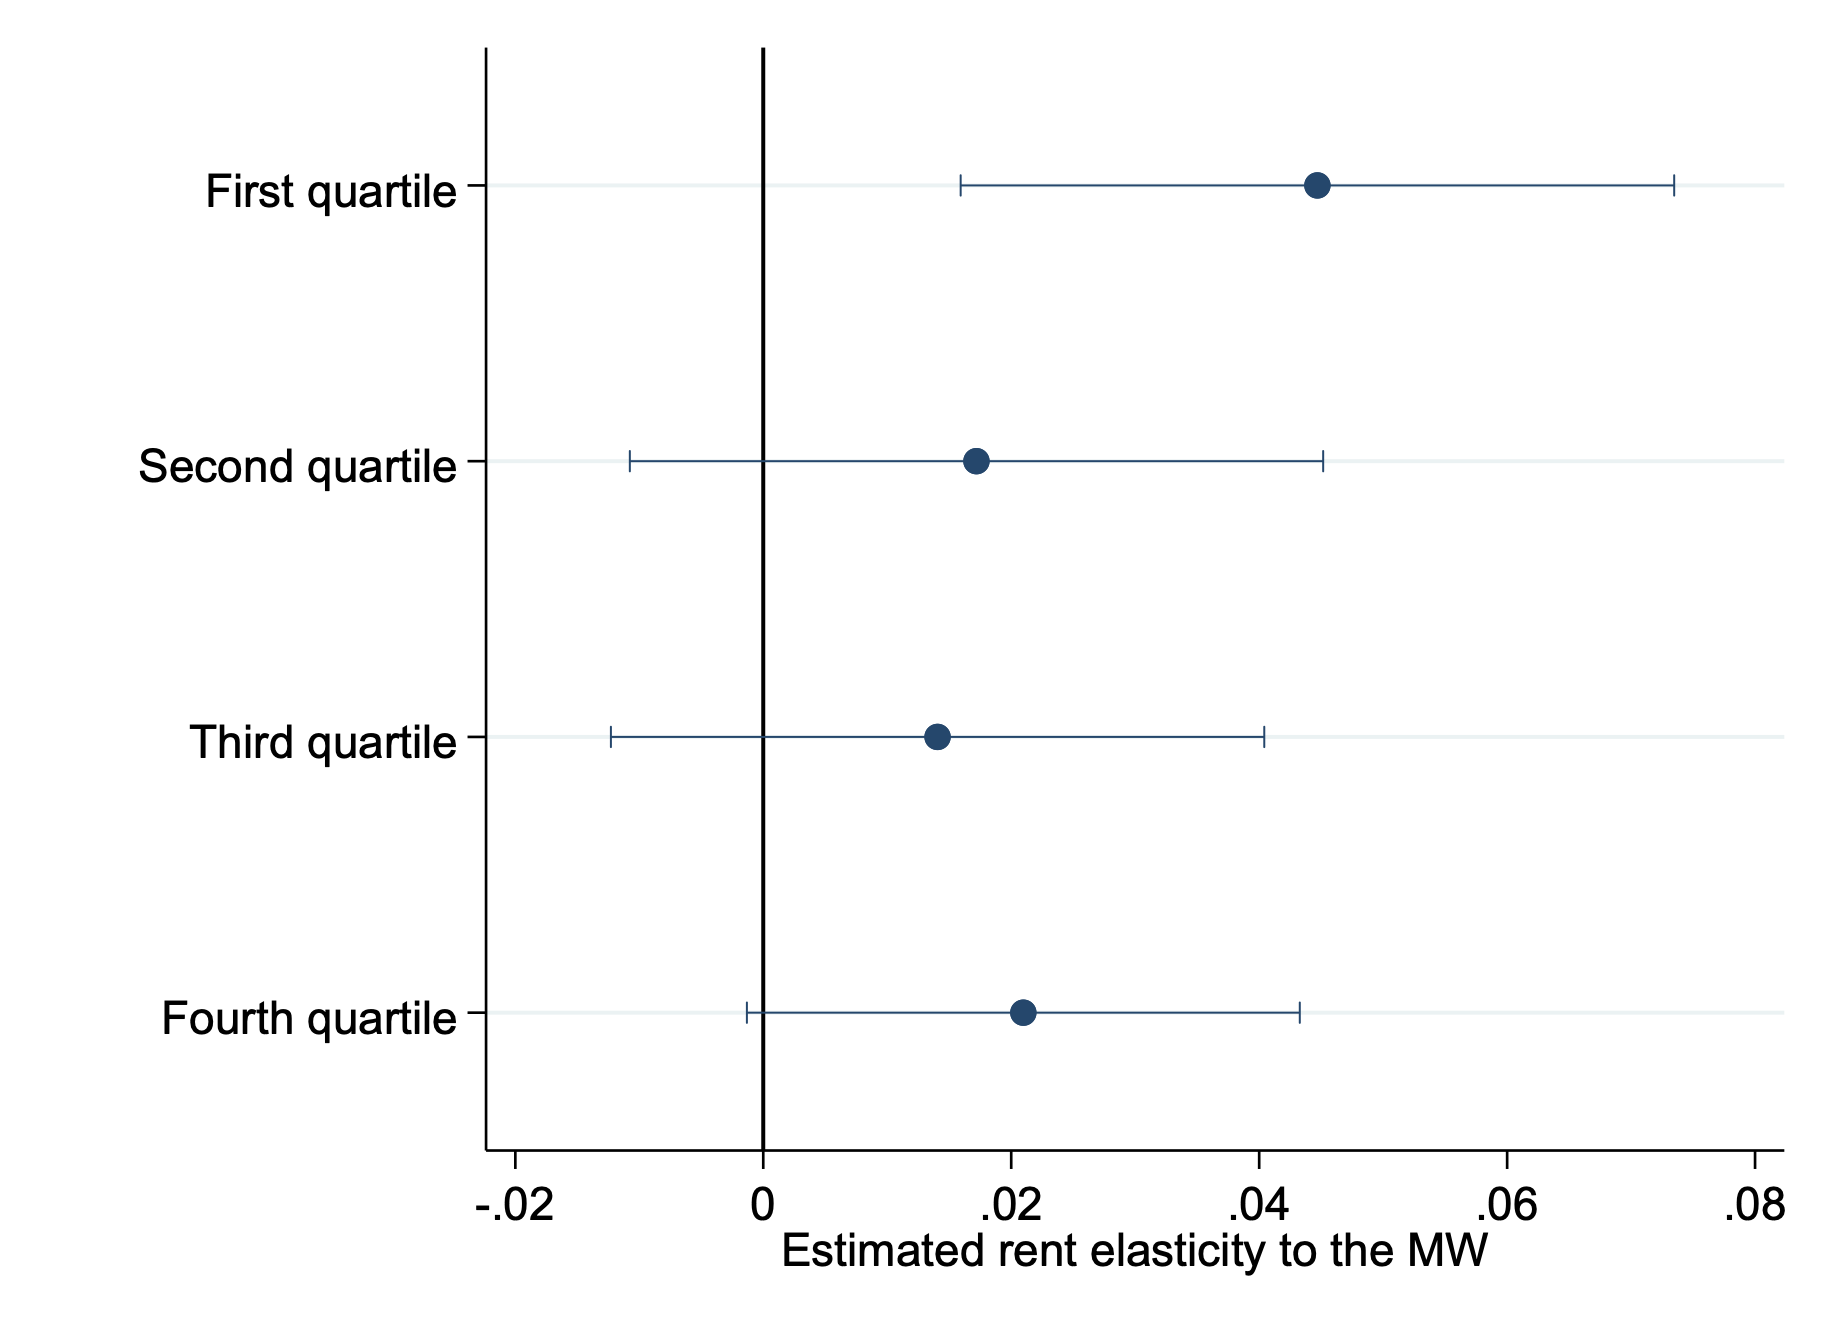 First quartile
Second quartile
Third quartile
Fourth quartile
-.02 0 .02 .04 .06 .08
Estimated rent elasticity to the MW